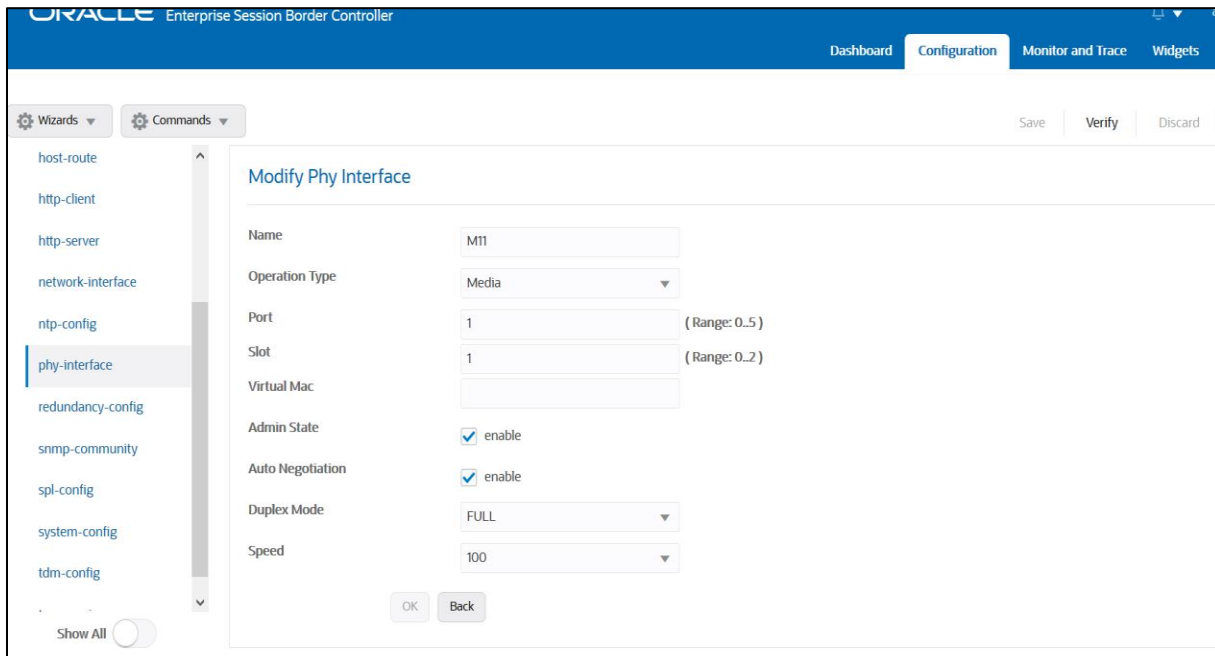 ORACLE Enterprise Session Border Controller
Dashboard Configuration Monitor and Trace Widgets
Wizards Commands Save Verify Discard
host-route
http-client
http-server
network-interface
ntp-config
phy-interface
redundancy-config
snmp-community
spl-config
system-config
tdm-config
Show All
Modify Phy Interface
Name M11
Operation Type Media
Port 1 ( Range: 0..5 )
Slot 1 ( Range: 0..2 )
Virtual Mac
Admin State enable
Auto Negotiation enable
Duplex Mode FULL
Speed 100
OK Back